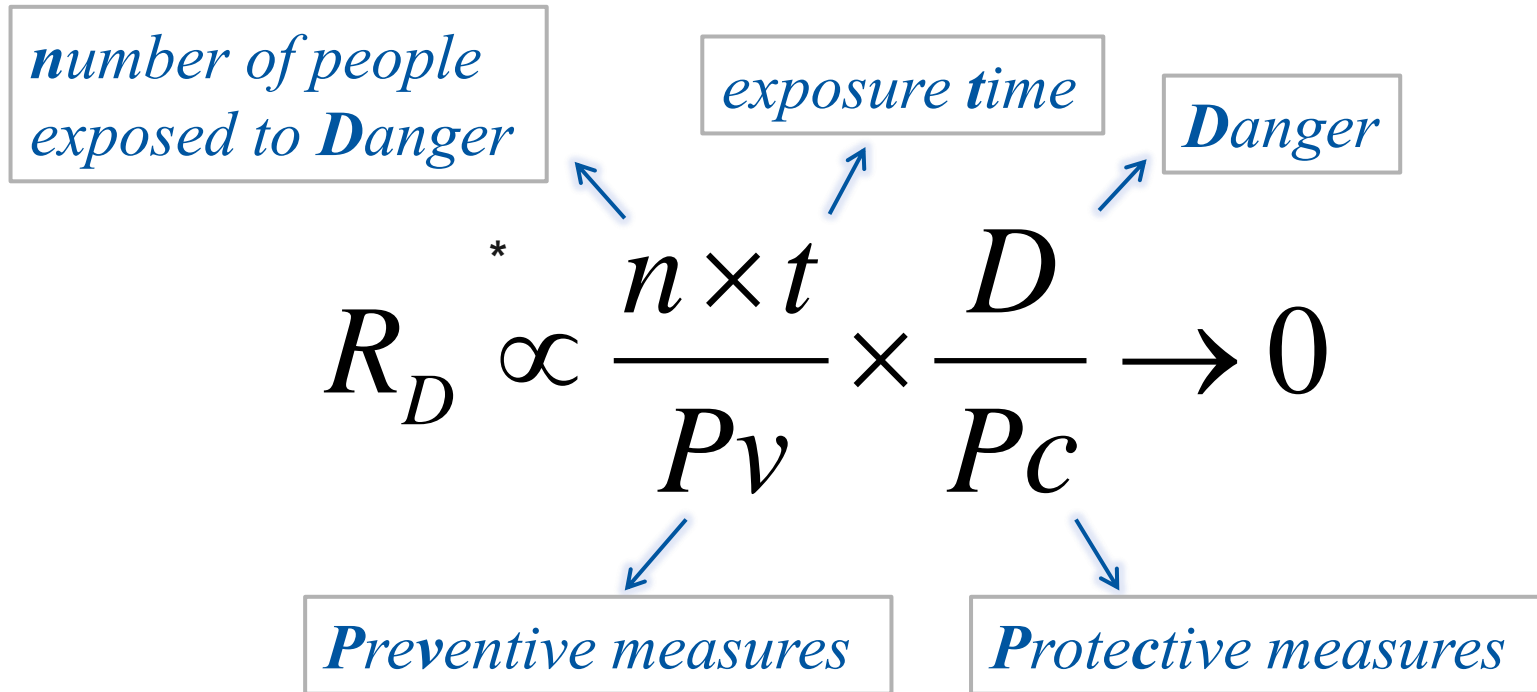 number of people
exposed to Danger
exposure time
Danger
R_D * ∝ (n × t)/Pv × D/Pc → 0
Preventive measures
Protective measures